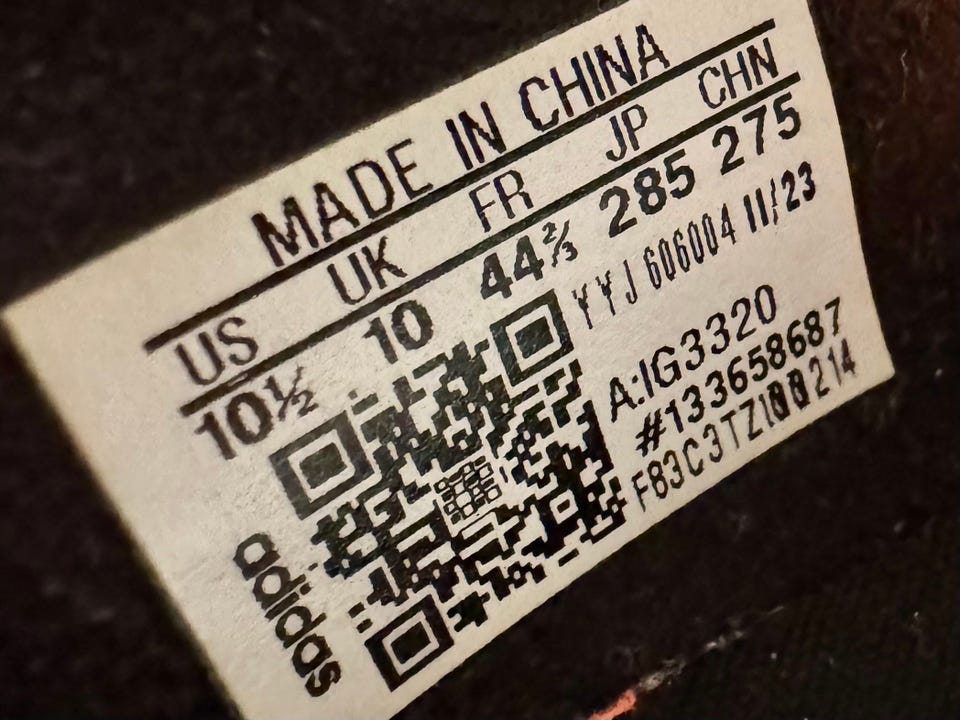 MADE IN CHINA
US UK FR JP CHN
10½ 10 44⅔ 285 275
YYJ 606004 11/23
A:IG3320
#133658687
F83C3TZ100214
adidas